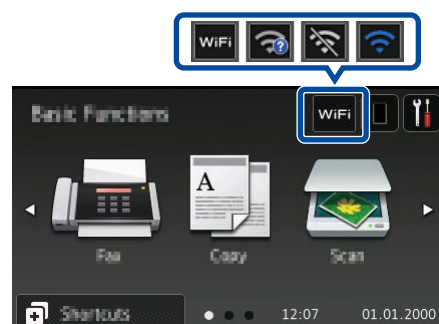 WiFi
Basic Functions
WiFi
A
Fax
Copy
Scan
Shortcuts
12:07
01.01.2000